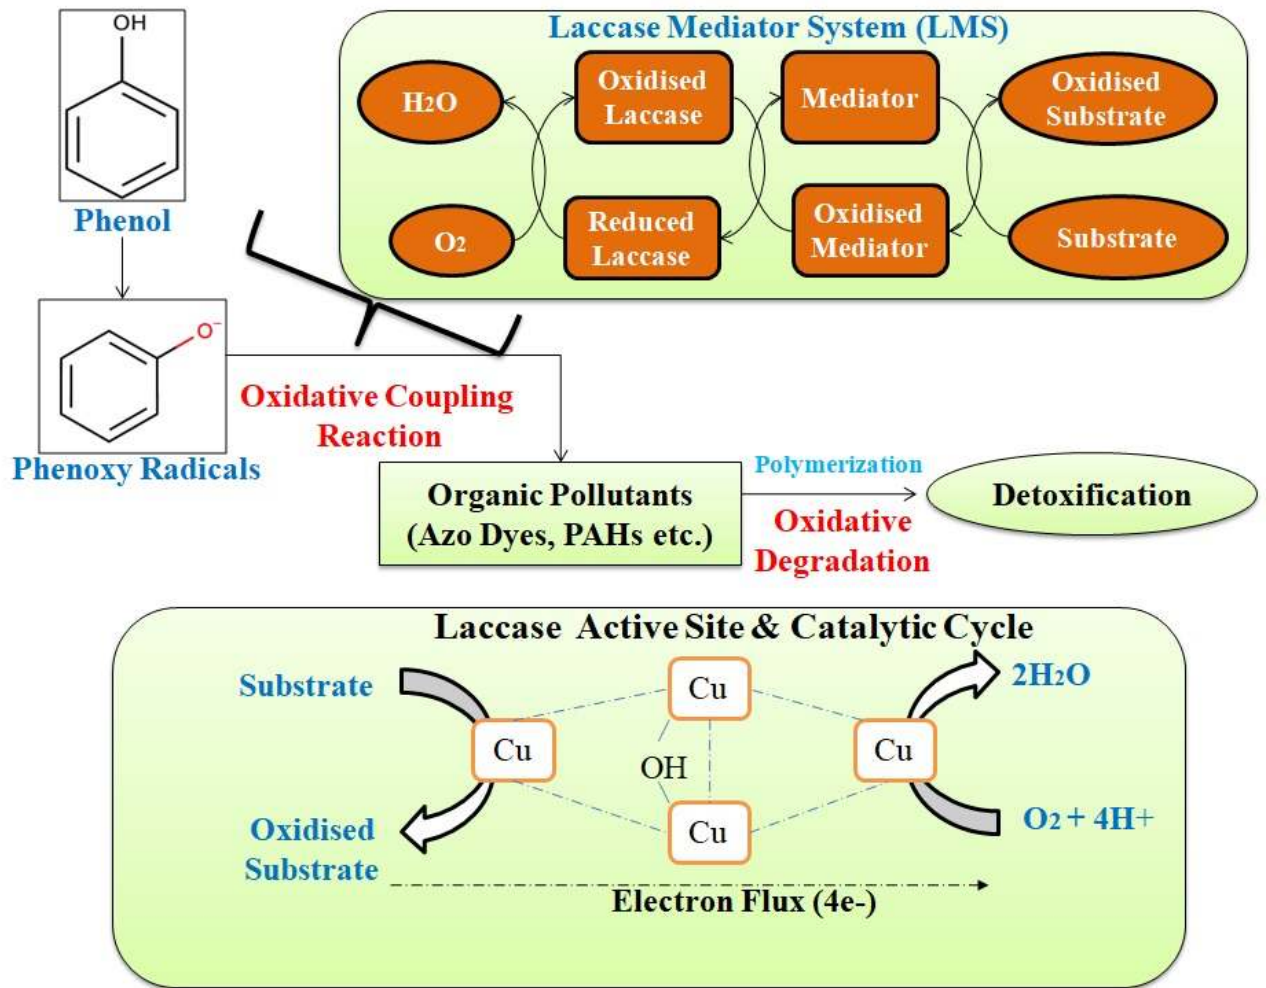 OH
Phenol
O⁻
Phenoxy Radicals
Laccase Mediator System (LMS)
H₂O
Oxidised
Laccase
Mediator
Oxidised
Substrate
O₂
Reduced
Laccase
Oxidised
Mediator
Substrate
Oxidative Coupling
Reaction
Organic Pollutants
(Azo Dyes, PAHs etc.)
Polymerization
Oxidative
Degradation
Detoxification
Laccase Active Site & Catalytic Cycle
Substrate
Cu
2H₂O
Cu
OH
Cu
Oxidised
Substrate
Cu
O₂ + 4H+
Electron Flux (4e-)